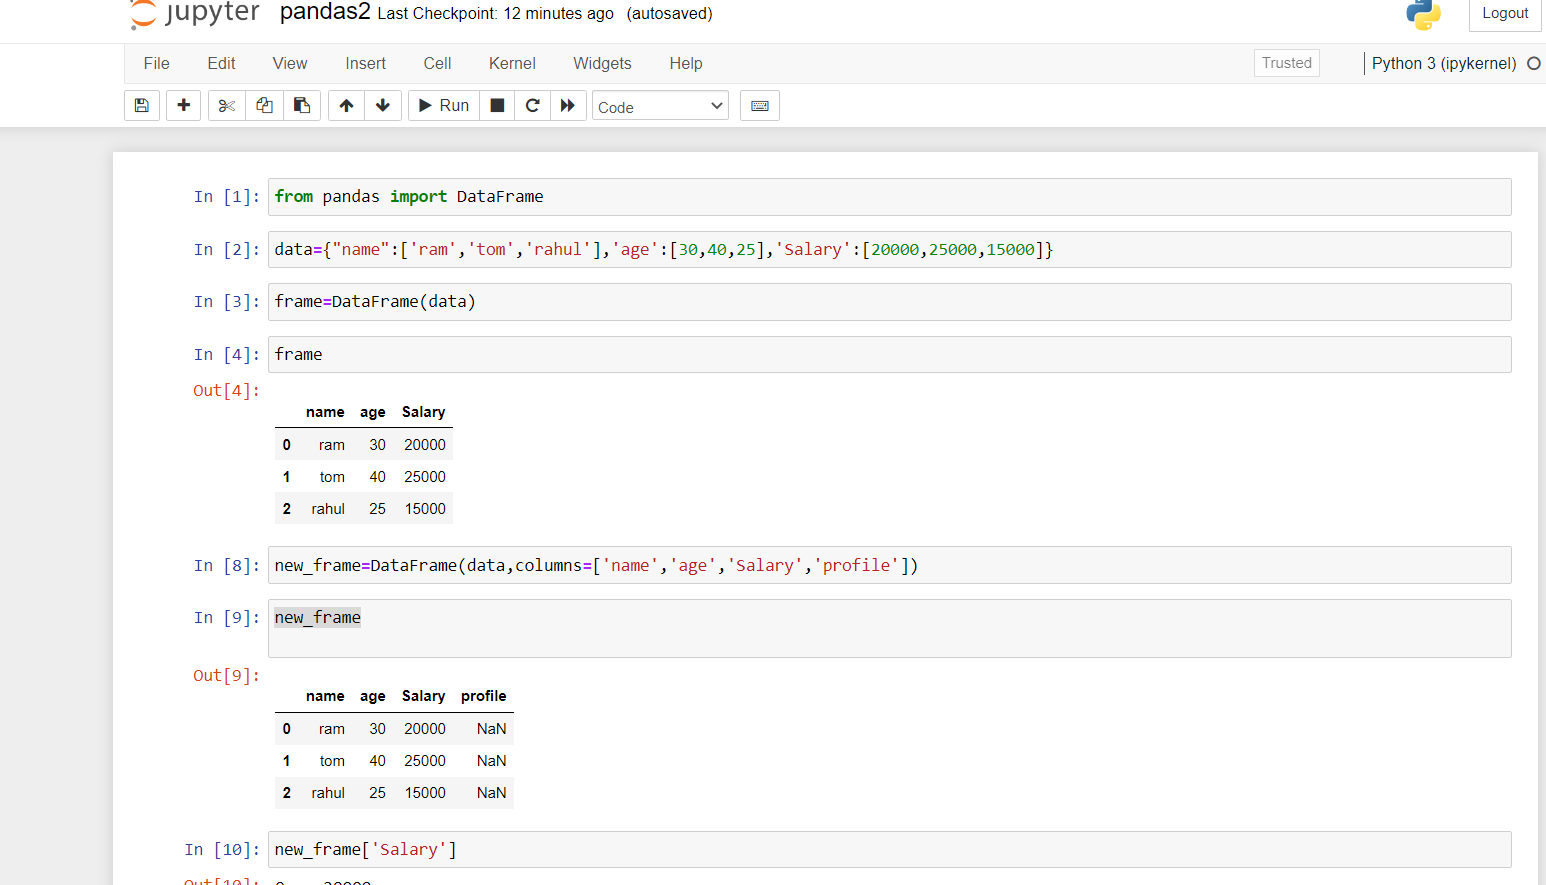 jupyter pandas2 Last Checkpoint: 12 minutes ago (autosaved) Logout
File Edit View Insert Cell Kernel Widgets Help Trusted Python 3 (ipykernel)
Run Code
In [1]: from pandas import DataFrame
In [2]: data={"name":['ram','tom','rahul'],'age':[30,40,25],'Salary':[20000,25000,15000]}
In [3]: frame=DataFrame(data)
In [4]: frame
Out[4]:
name age Salary
0 ram 30 20000
1 tom 40 25000
2 rahul 25 15000
In [8]: new_frame=DataFrame(data,columns=['name','age','Salary','profile'])
In [9]: new_frame
Out[9]:
name age Salary profile
0 ram 30 20000 NaN
1 tom 40 25000 NaN
2 rahul 25 15000 NaN
In [10]: new_frame['Salary']
Out[10]: 0 20000